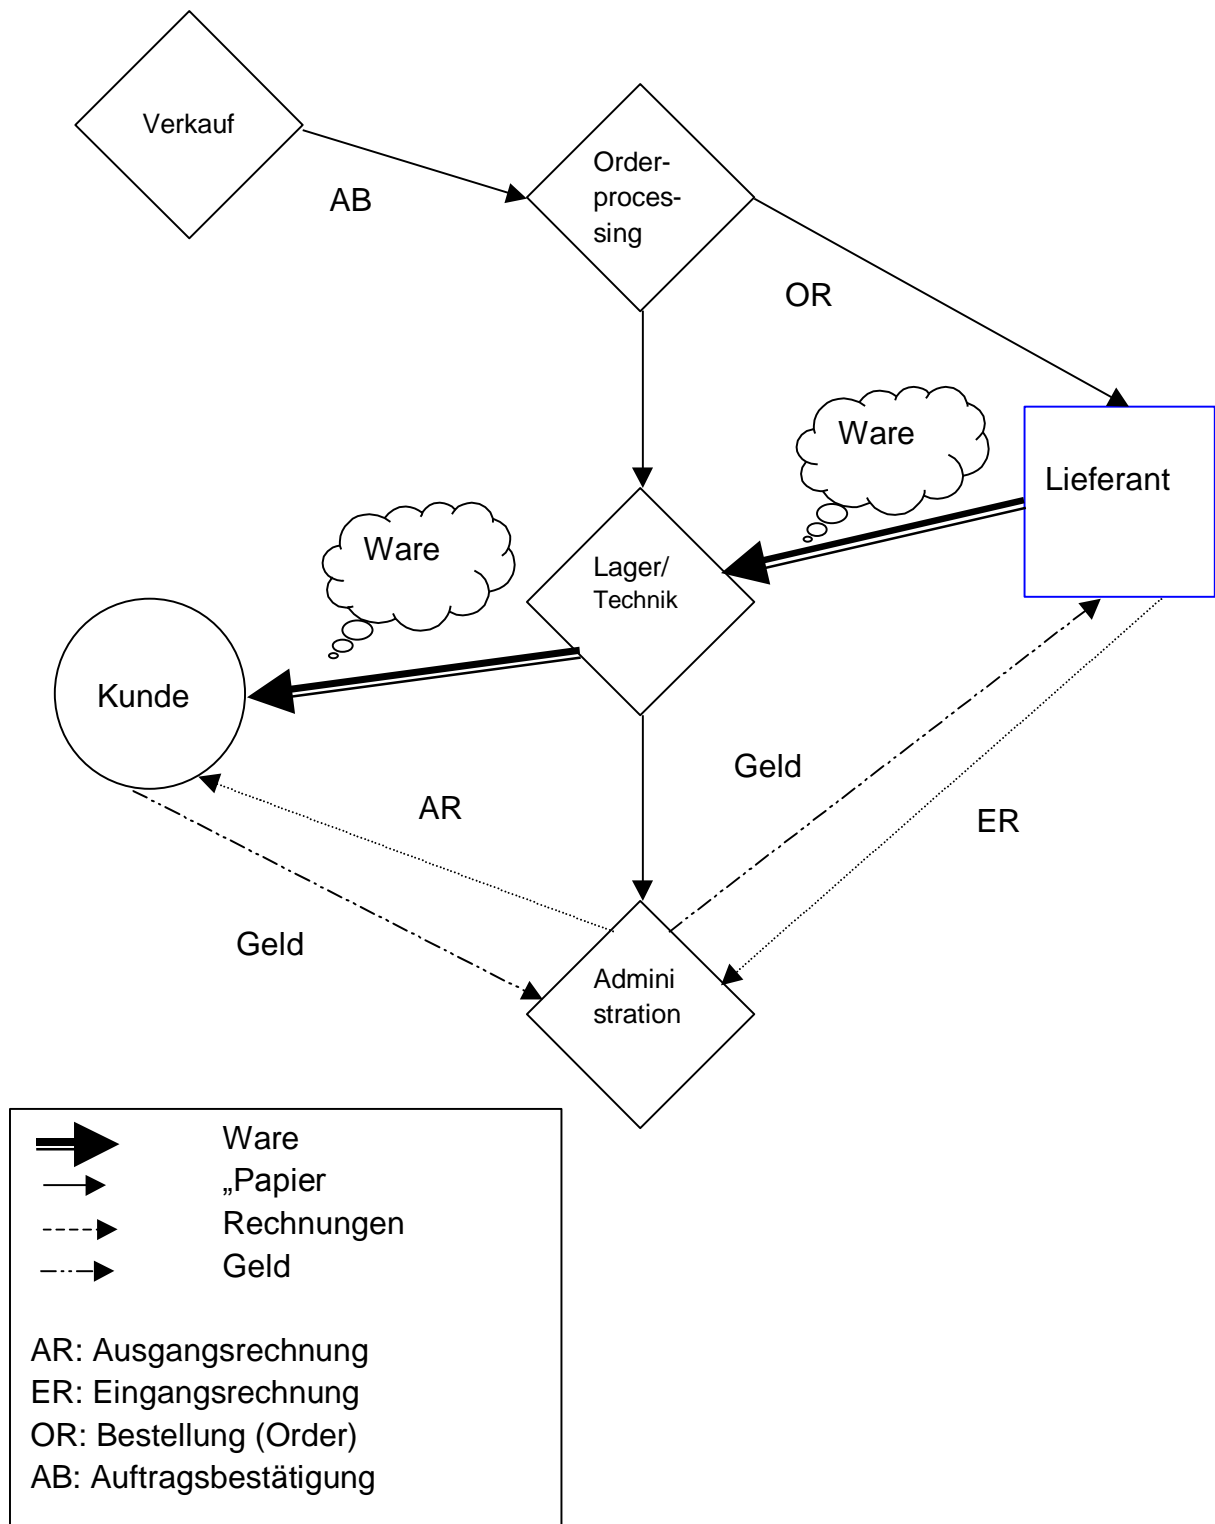 Verkauf
AB
Order-
proces-
sing
OR
Ware
Lieferant
Ware
Lager/
Technik
Kunde
Geld
AR
ER
Geld
Admini
stration
Ware
„Papier
Rechnungen
Geld
AR: Ausgangsrechnung
ER: Eingangsrechnung
OR: Bestellung (Order)
AB: Auftragsbestätigung